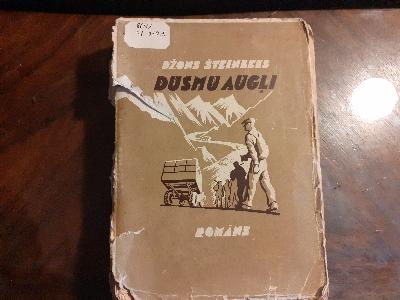 DŽONS ŠTEINBEKS
DUSMU AUGĻI
ROMĀNS